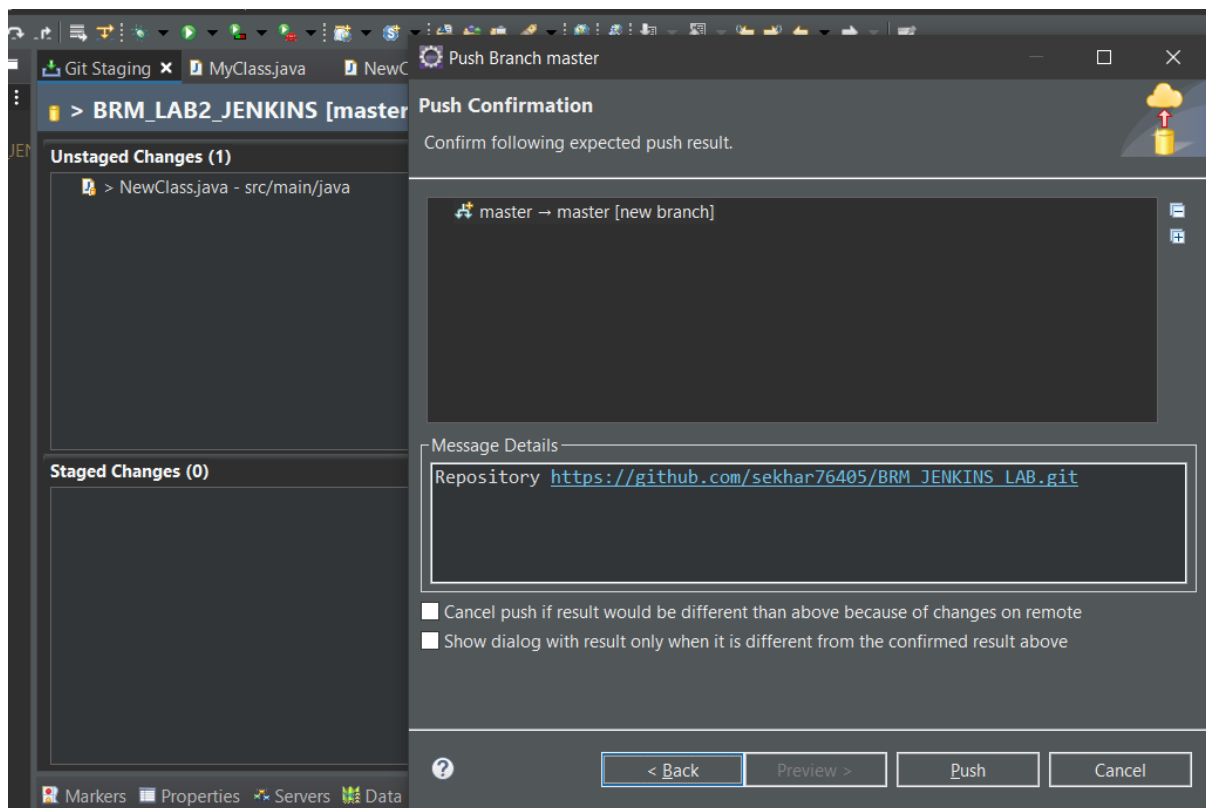 Git Staging
MyClass.java
NewC
Push Branch master
> BRM_LAB2_JENKINS [master
Push Confirmation
Confirm following expected push result.
JEN
Unstaged Changes (1)
> NewClass.java - src/main/java
master → master [new branch]
Message Details
Repository https://github.com/sekhar76405/BRM_JENKINS_LAB.git
Staged Changes (0)
Cancel push if result would be different than above because of changes on remote
Show dialog with result only when it is different from the confirmed result above
< Back
Preview >
Push
Cancel
Markers
Properties
Servers
Data